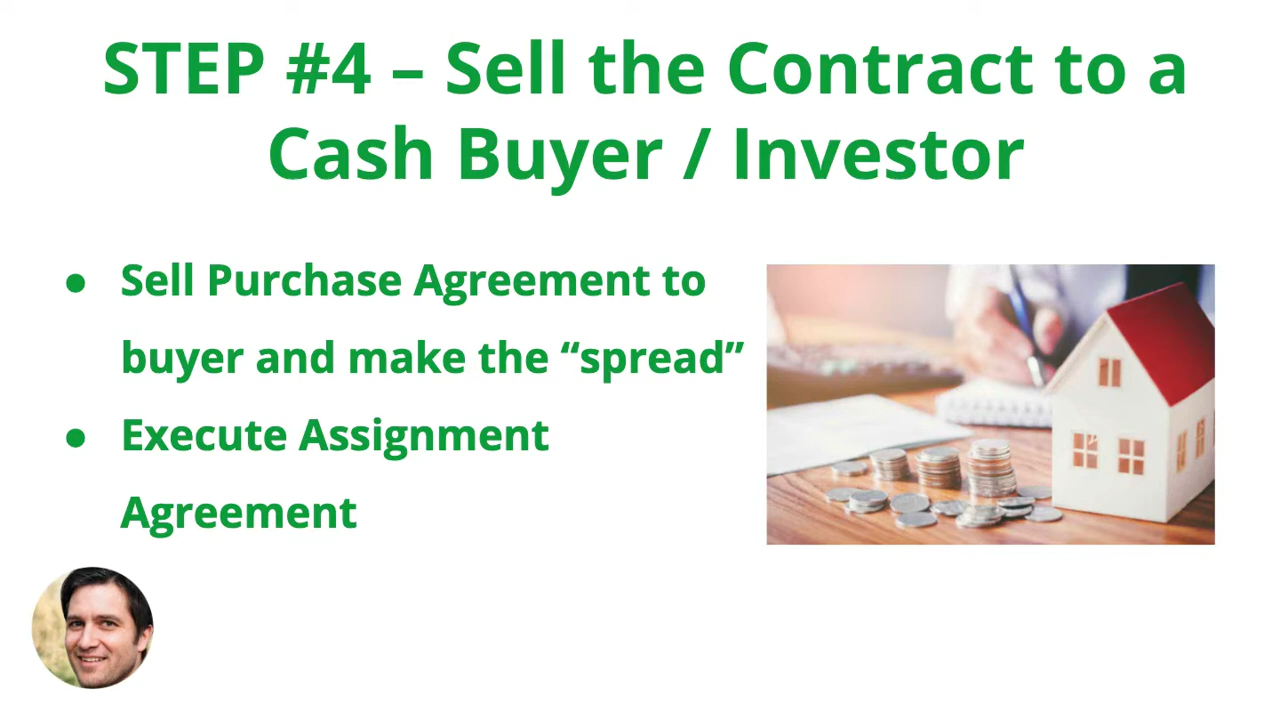 STEP #4 – Sell the Contract to a
Cash Buyer / Investor
● Sell Purchase Agreement to
buyer and make the “spread”
● Execute Assignment
Agreement